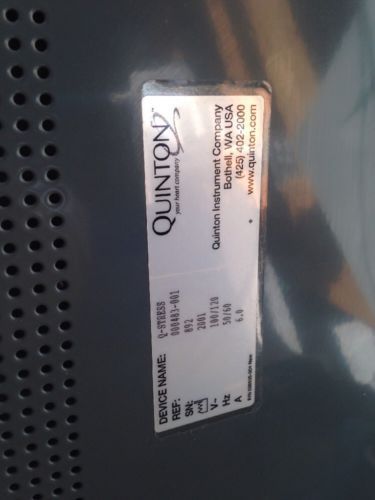 DEVICE NAME: Q-STRESS
REF: 000483-001
SN: 892
2001
V~ 100/120
Hz 50/60
A 6.0
QUINTON
your heart company
Quinton Instrument Company
Bothell, WA USA
(425) 402-2000
www.quinton.com